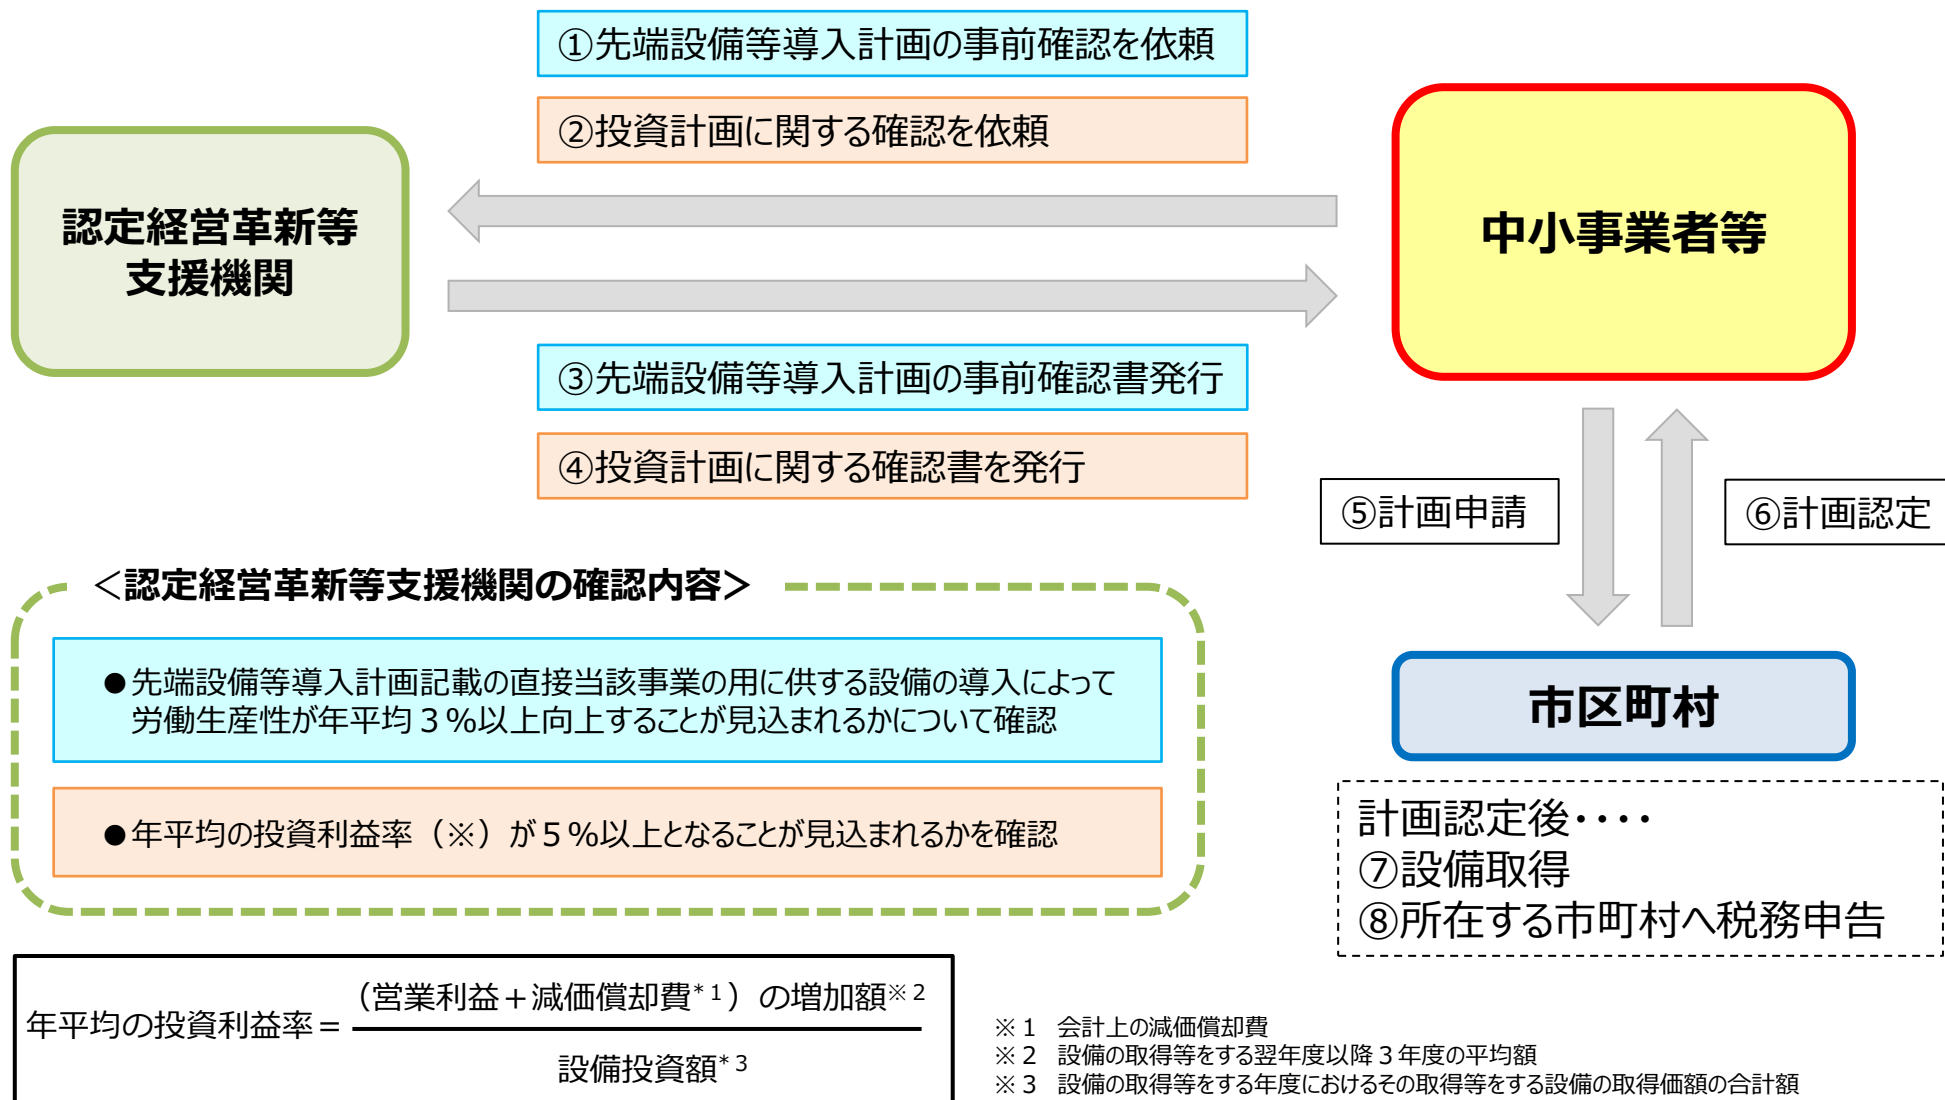 ①先端設備等導入計画の事前確認を依頼
②投資計画に関する確認を依頼
認定経営革新等
支援機関
中小事業者等
③先端設備等導入計画の事前確認書発行
④投資計画に関する確認書を発行
⑤計画申請
⑥計画認定
＜認定経営革新等支援機関の確認内容＞
●先端設備等導入計画記載の直接当該事業の用に供する設備の導入によって
労働生産性が年平均３％以上向上することが見込まれるかについて確認
●年平均の投資利益率（※）が５％以上となることが見込まれるかを確認
市区町村
計画認定後・・・・
⑦設備取得
⑧所在する市町村へ税務申告
年平均の投資利益率＝
（営業利益＋減価償却費*1）の増加額※2
設備投資額*3
※１　会計上の減価償却費
※２　設備の取得等をする翌年度以降３年度の平均額
※３　設備の取得等をする年度におけるその取得等をする設備の取得価額の合計額